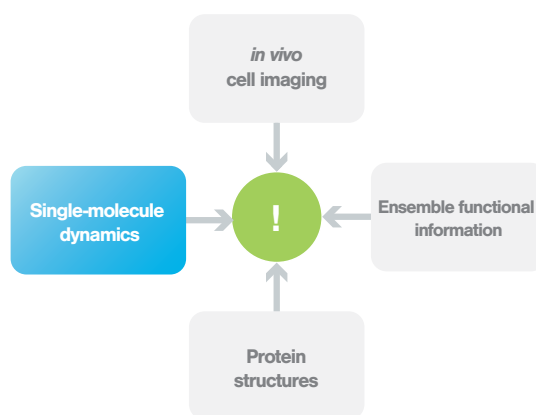 in vivo
cell imaging
Single-molecule
dynamics
!
Ensemble functional
information
Protein
structures